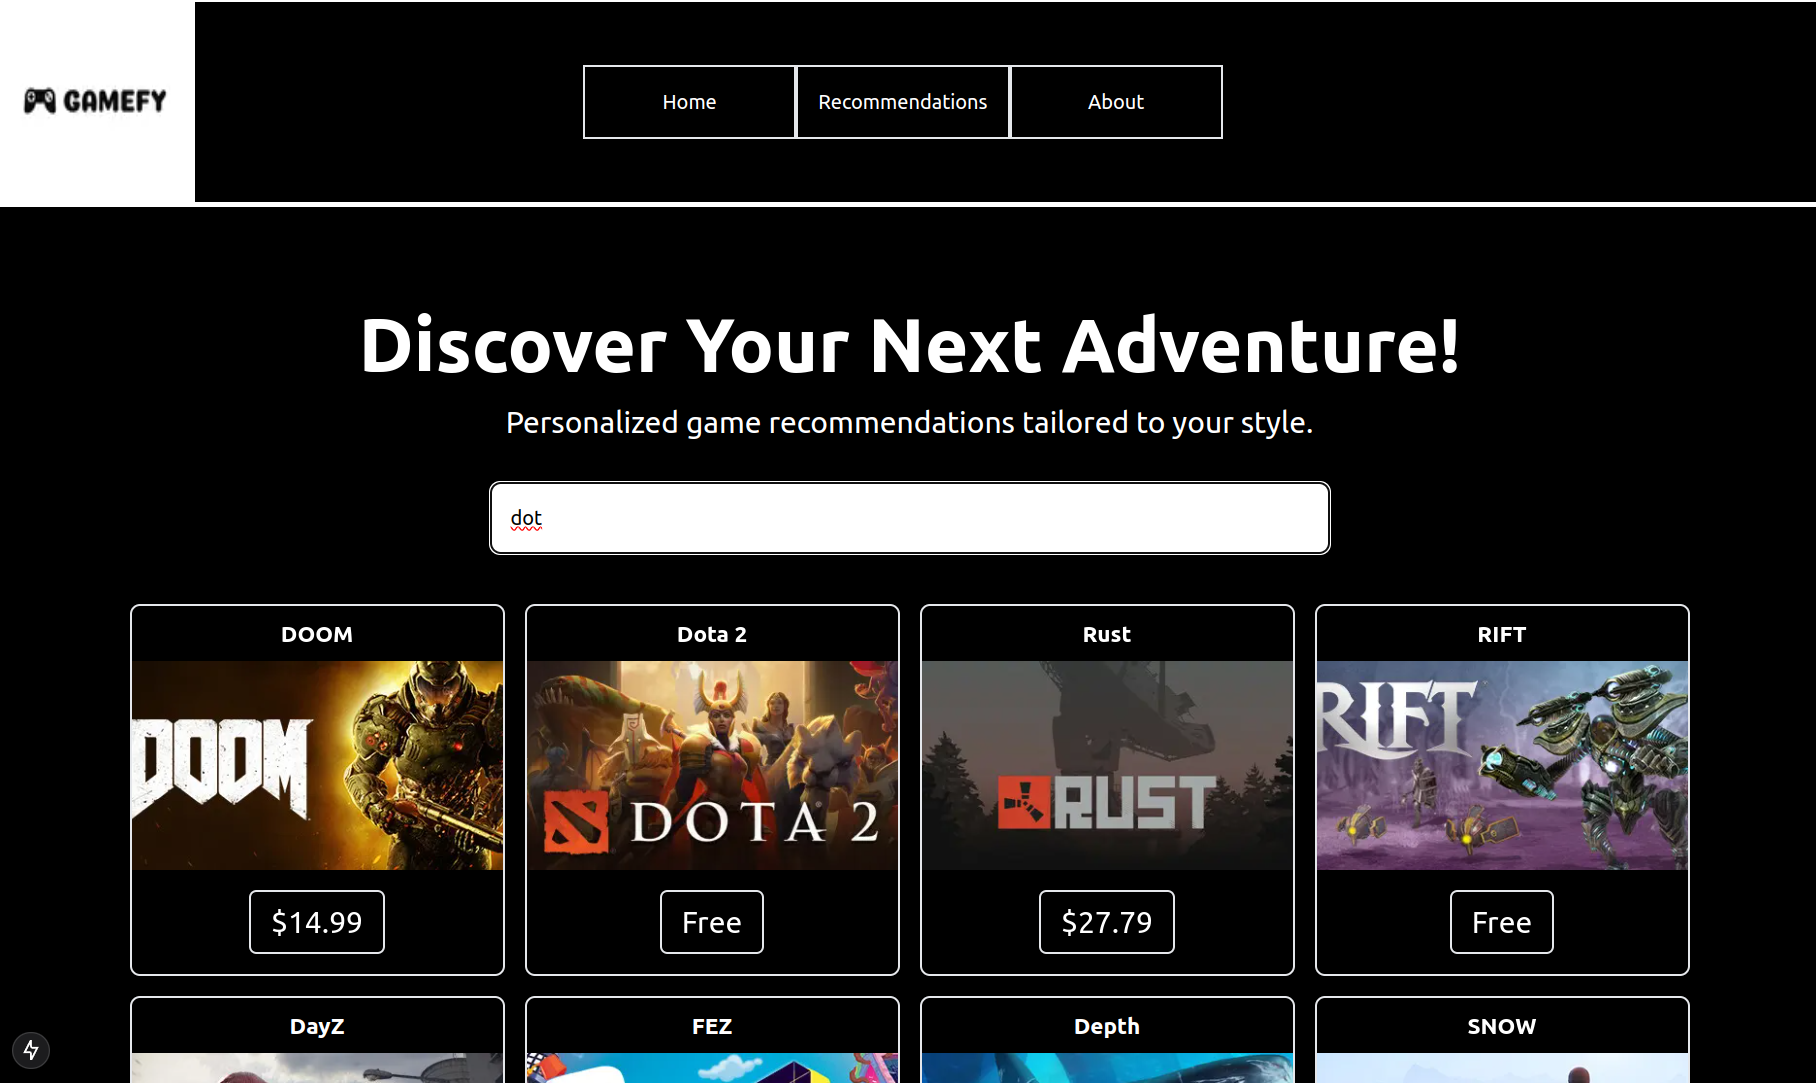 GAMEFY
Home Recommendations About
Discover Your Next Adventure!
Personalized game recommendations tailored to your style.
dot
DOOM Dota 2 Rust RIFT
DOOM DOTA 2 RUST RIFT
$14.99 Free $27.79 Free
DayZ FEZ Depth SNOW